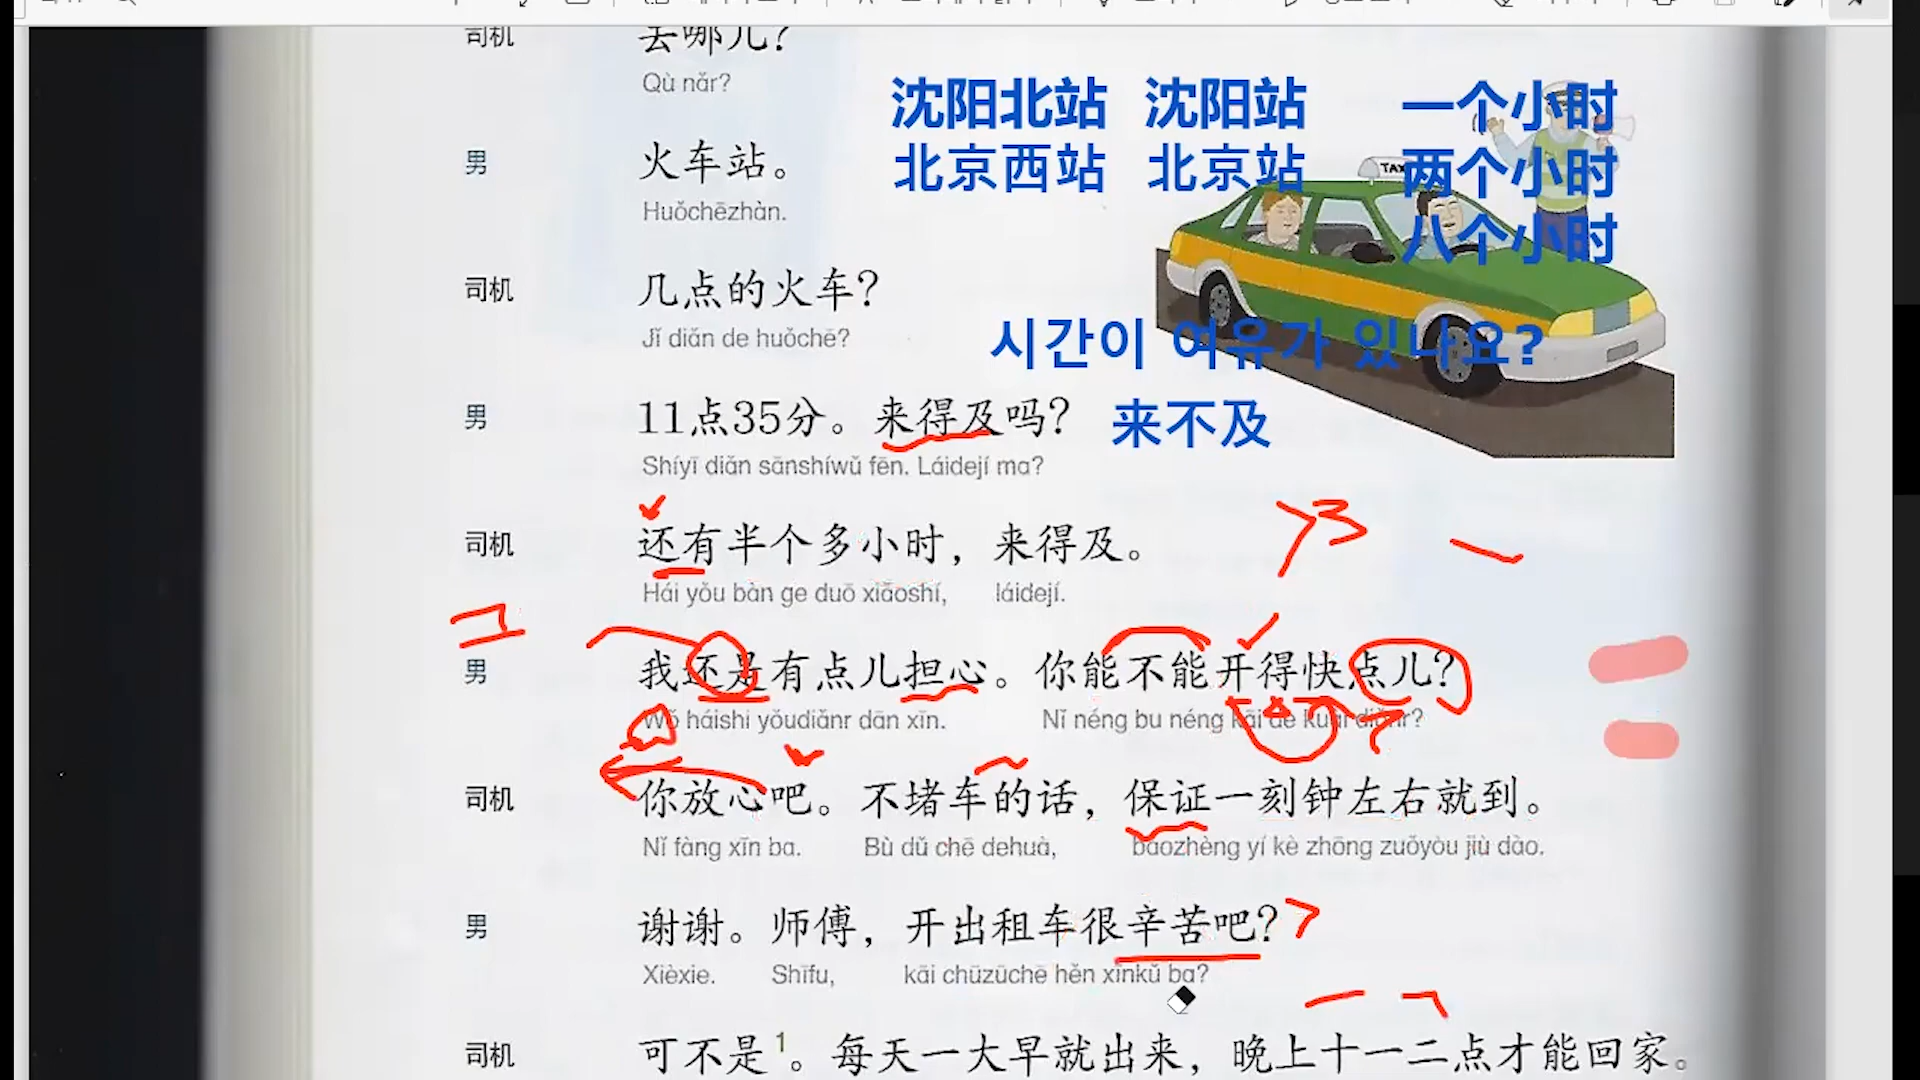 司机 去哪儿?
Qù nǎr?
沈阳北站 沈阳站 一个小时
男 火车站。 北京西站 北京站 两个小时
TAXI
Huǒchēzhàn.
八个小时
司机 几点的火车?
Jǐ diǎn de huǒchē?
시간이 여유가 있나요?
男 11点35分。来得及吗? 来不及
Shíyī diǎn sānshíwǔ fēn. Láidejí ma?
司机 还有半个多小时，来得及。
Hái yǒu bàn ge duō xiǎoshí, láidejí.
男 我还是有点儿担心。你能不能开得快点儿?
Wǒ háishi yǒudiǎnr dān xīn. Nǐ néng bu néng kāi de kuài diǎnr?
司机 你放心吧。不堵车的话，保证一刻钟左右就到。
Nǐ fàng xīn ba. Bù dǔ chē dehuà, bǎozhèng yí kè zhōng zuǒyòu jiù dào.
男 谢谢。师傅，开出租车很辛苦吧?
Xièxie. Shīfu, kāi chūzūchē hěn xīnkǔ ba?
司机 可不是1。每天一大早就出来，晚上十一二点才能回家。